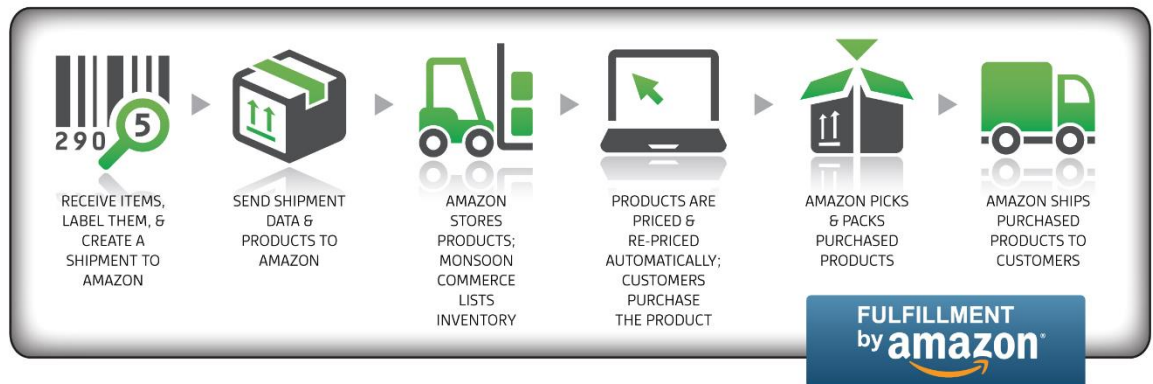 290
5
RECEIVE ITEMS,
LABEL THEM, &
CREATE A
SHIPMENT TO
AMAZON
SEND SHIPMENT
DATA &
PRODUCTS TO
AMAZON
AMAZON
STORES
PRODUCTS;
MONSOON
COMMERCE
LISTS
INVENTORY
PRODUCTS ARE
PRICED &
RE-PRICED
AUTOMATICALLY;
CUSTOMERS
PURCHASE
THE PRODUCT
AMAZON PICKS
& PACKS
PURCHASED
PRODUCTS
AMAZON SHIPS
PURCHASED
PRODUCTS TO
CUSTOMERS
FULFILLMENT
by amazon®